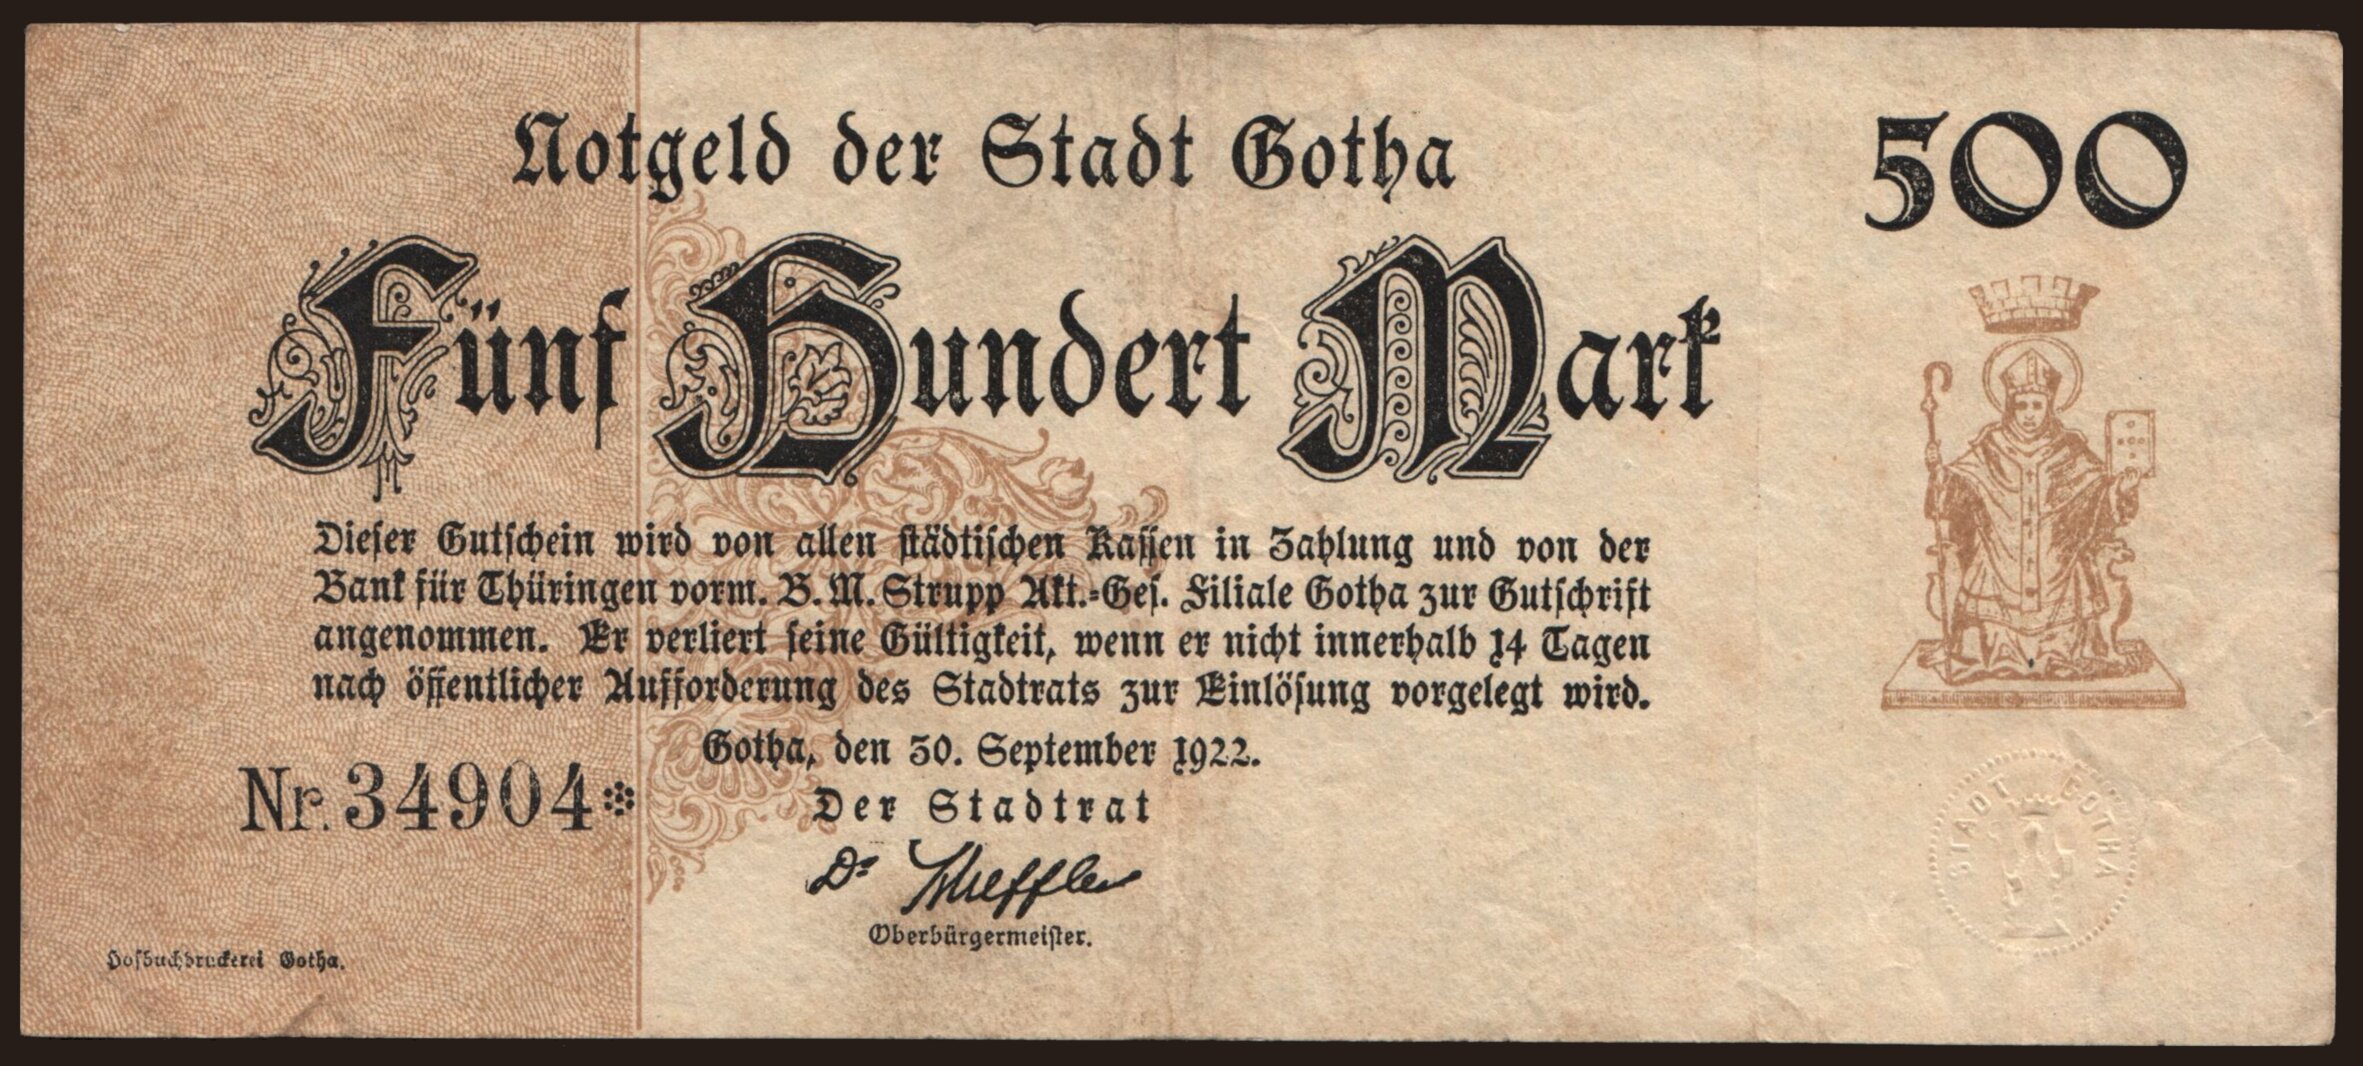 Notgeld der Stadt Gotha
500
Fünf Hundert Mark
Dieser Gutschein wird von allen städtischen Kassen in Zahlung und von der
Bank für Thüringen vorm. B. M. Strupp Akt.-Ges. Filiale Gotha zur Gutschrift
angenommen. Er verliert seine Gültigkeit, wenn er nicht innerhalb 14 Tagen
nach öffentlicher Aufforderung des Stadtrats zur Einlösung vorgelegt wird.
Gotha, den 30. September 1922.
Nr. 34904*
Der Stadtrat
Dr Scheffler
Oberbürgermeister.
Hofbuchdruckerei Gotha.
STADT GOTHA